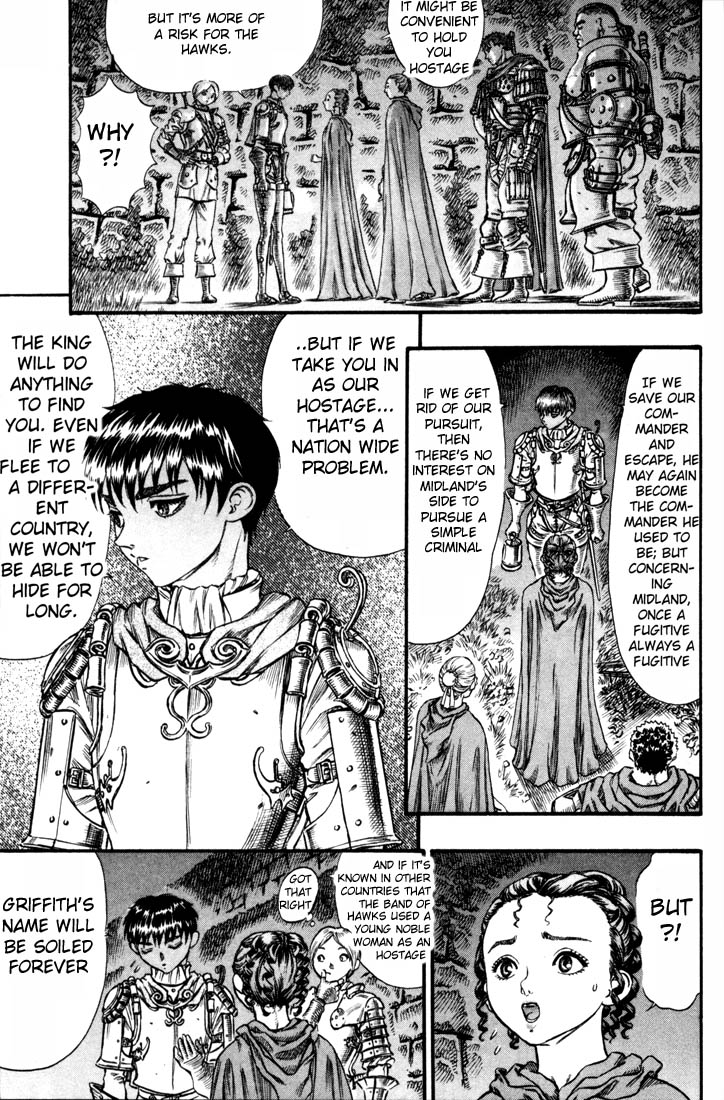 IT MIGHT BE
CONVENIENT
TO HOLD
YOU
HOSTAGE
BUT IT'S MORE OF
A RISK FOR THE
HAWKS.
WHY
?!
IF WE
SAVE OUR
COM-
MANDER
AND
ESCAPE, HE
MAY AGAIN
BECOME
THE COM-
MANDER HE
USED TO
BE; BUT
CONCERN-
ING
MIDLAND,
ONCE A
FUGITIVE
ALWAYS A
FUGITIVE
IF WE GET
RID OF OUR
PURSUIT,
THEN
THERE'S NO
INTEREST ON
MIDLAND'S
SIDE TO
PURSUE A
SIMPLE
CRIMINAL
..BUT IF WE
TAKE YOU IN
AS OUR
HOSTAGE...
THAT'S A
NATION WIDE
PROBLEM.
THE KING
WILL DO
ANYTHING
TO FIND
YOU. EVEN
IF WE
FLEE TO
A DIFFER-
ENT
COUNTRY,
WE WON'T
BE ABLE TO
HIDE FOR
LONG.
BUT
?!
AND IF IT'S
KNOWN IN OTHER
COUNTRIES THAT
THE BAND OF
HAWKS USED A
YOUNG NOBLE
WOMAN AS AN
HOSTAGE
GOT
THAT
RIGHT
GRIFFITH'S
NAME WILL
BE SOILED
FOREVER